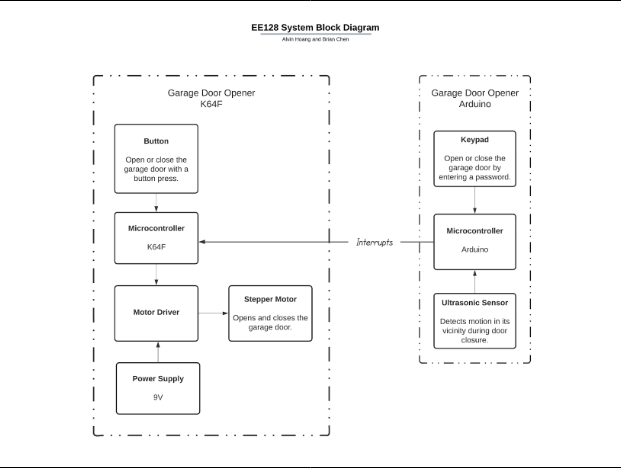 EE128 System Block Diagram
Alvin Hoang and Brian Chen
Garage Door Opener
K64F
Button
Open or close the
garage door with a
button press.
Microcontroller
K64F
Motor Driver
Stepper Motor
Opens and closes the
garage door.
Power Supply
9V
Interrupts
Garage Door Opener
Arduino
Keypad
Open or close the
garage door by
entering a password.
Microcontroller
Arduino
Ultrasonic Sensor
Detects motion in its
vicinity during door
closure.